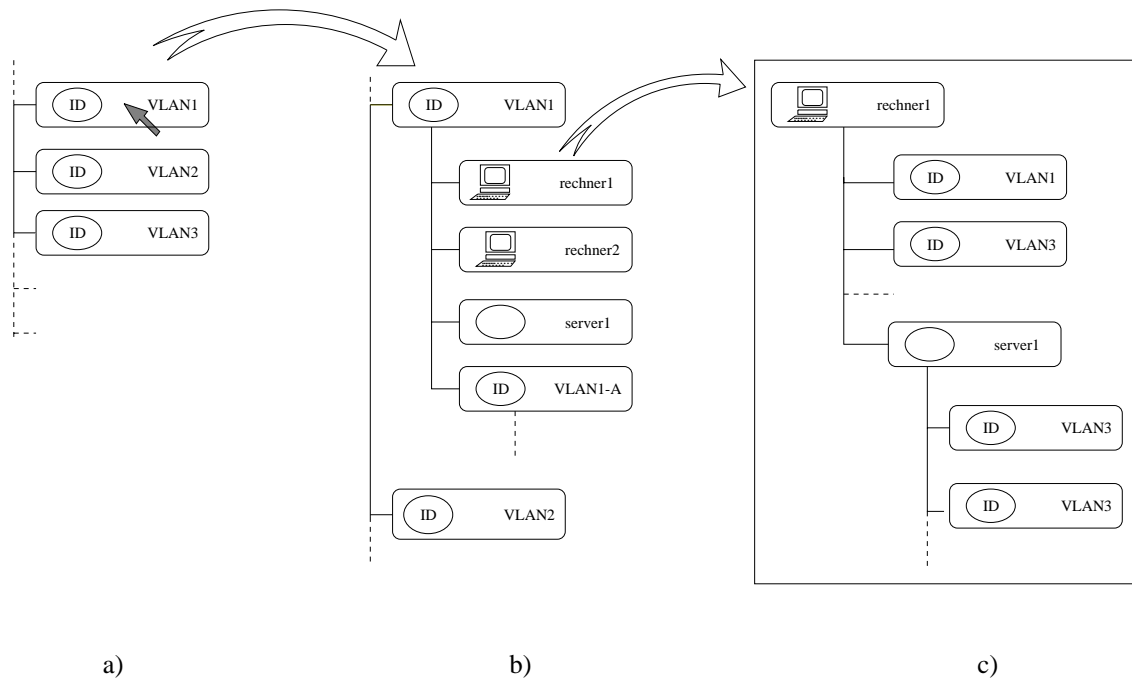 ID VLAN1
ID VLAN2
ID VLAN3
a)
ID VLAN1
rechner1
rechner2
server1
ID VLAN1-A
ID VLAN2
b)
rechner1
ID VLAN1
ID VLAN3
server1
ID VLAN3
ID VLAN3
c)